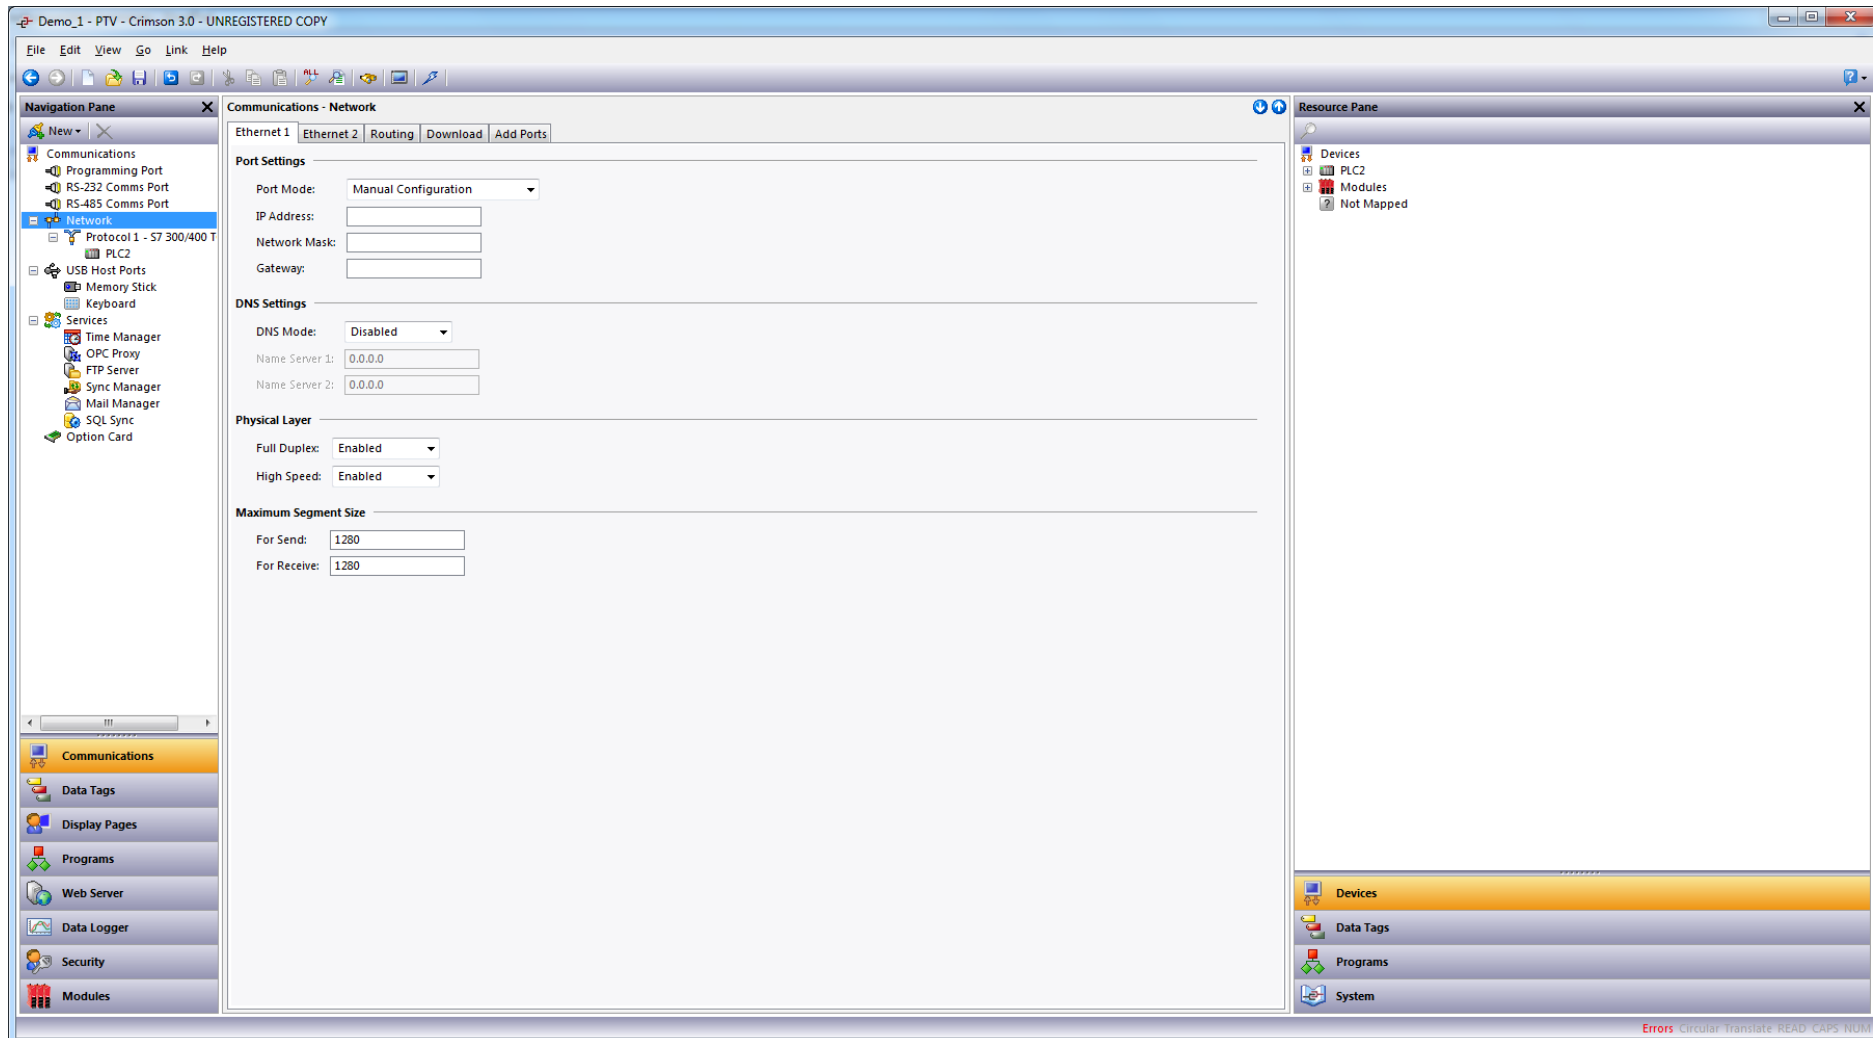 Demo_1 - PTV - Crimson 3.0 - UNREGISTERED COPY
File Edit View Go Link Help
Navigation Pane
New
Communications
Programming Port
RS-232 Comms Port
RS-485 Comms Port
Network
Protocol 1 - S7 300/400 T
PLC2
USB Host Ports
Memory Stick
Keyboard
Services
Time Manager
OPC Proxy
FTP Server
Sync Manager
Mail Manager
SQL Sync
Option Card
Communications
Data Tags
Display Pages
Programs
Web Server
Data Logger
Security
Modules
Communications - Network
Ethernet 1 Ethernet 2 Routing Download Add Ports
Port Settings
Port Mode: Manual Configuration
IP Address:
Network Mask:
Gateway:
DNS Settings
DNS Mode: Disabled
Name Server 1: 0.0.0.0
Name Server 2: 0.0.0.0
Physical Layer
Full Duplex: Enabled
High Speed: Enabled
Maximum Segment Size
For Send: 1280
For Receive: 1280
Resource Pane
Devices
PLC2
Modules
Not Mapped
Devices
Data Tags
Programs
System
Errors Circular Translate READ CAPS NUM